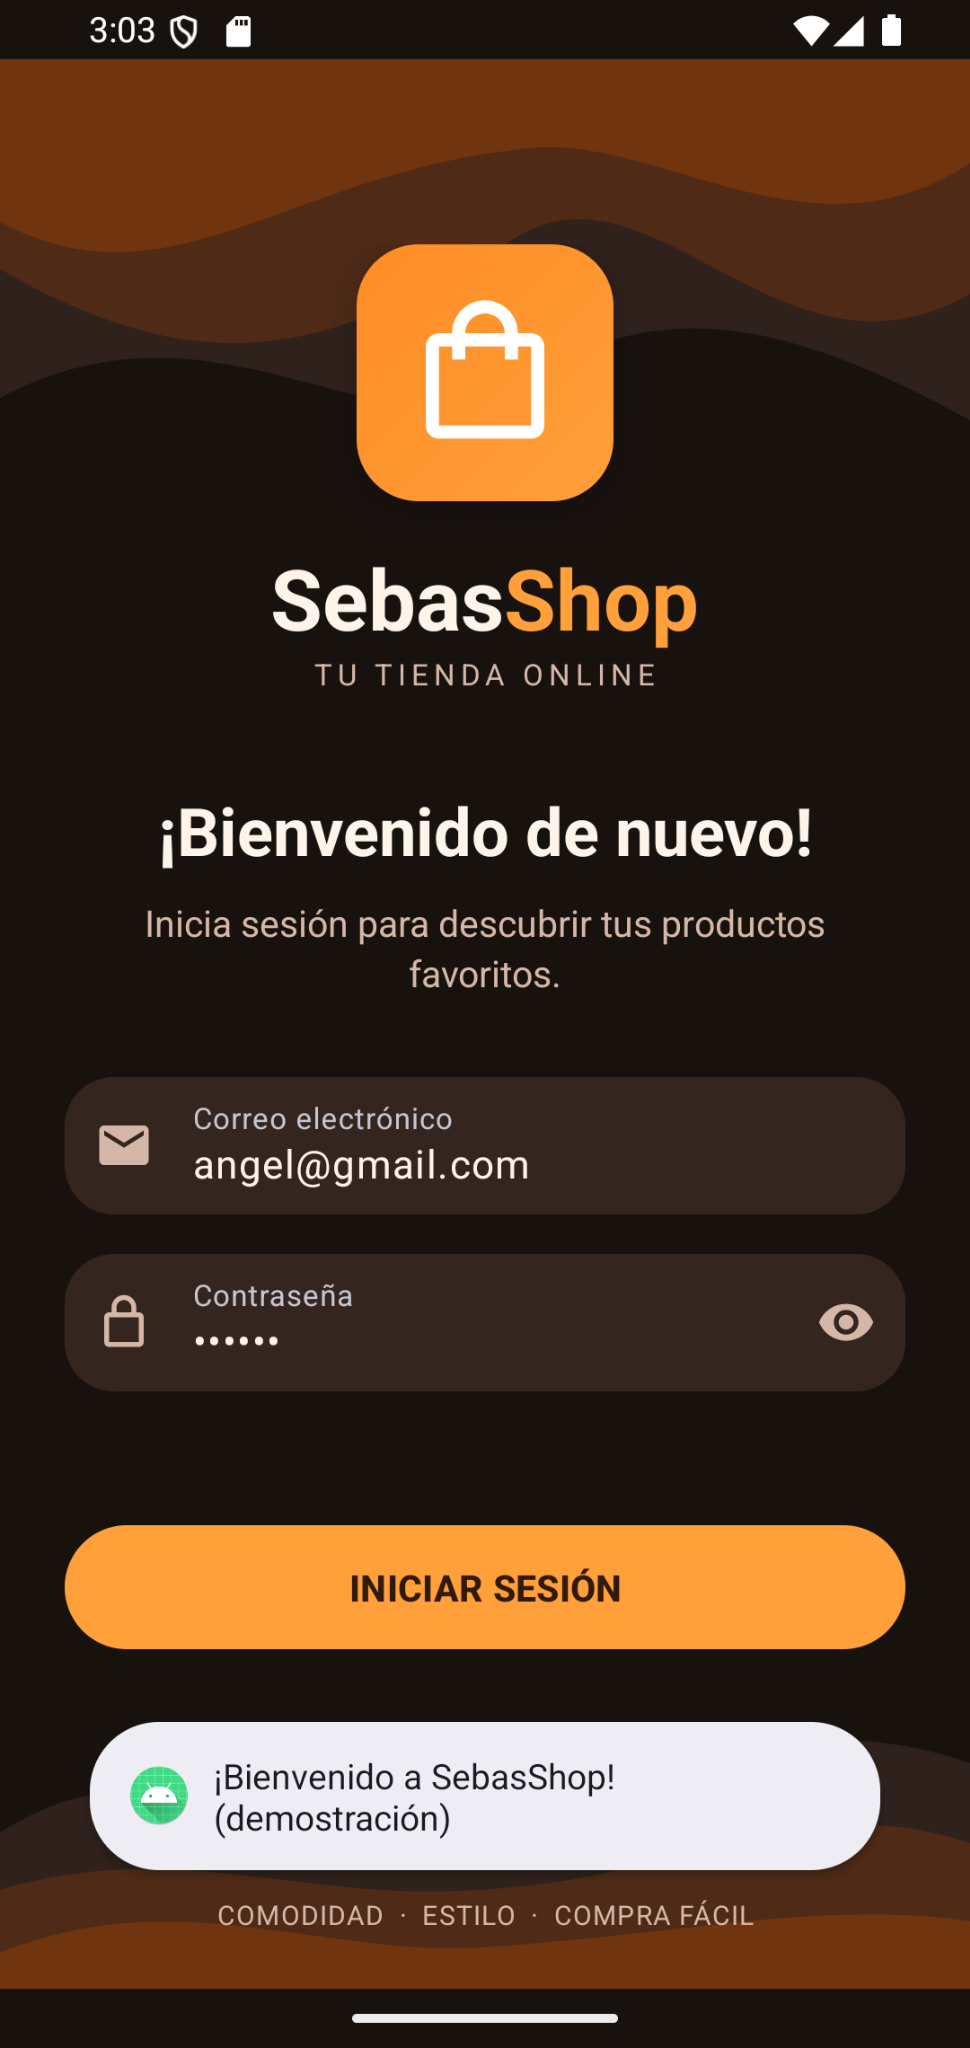 3:03
SebasShop
TU TIENDA ONLINE
¡Bienvenido de nuevo!
Inicia sesión para descubrir tus productos
favoritos.
Correo electrónico
angel@gmail.com
Contraseña
••••••
INICIAR SESIÓN
¡Bienvenido a SebasShop!
(demostración)
COMODIDAD · ESTILO · COMPRA FÁCIL